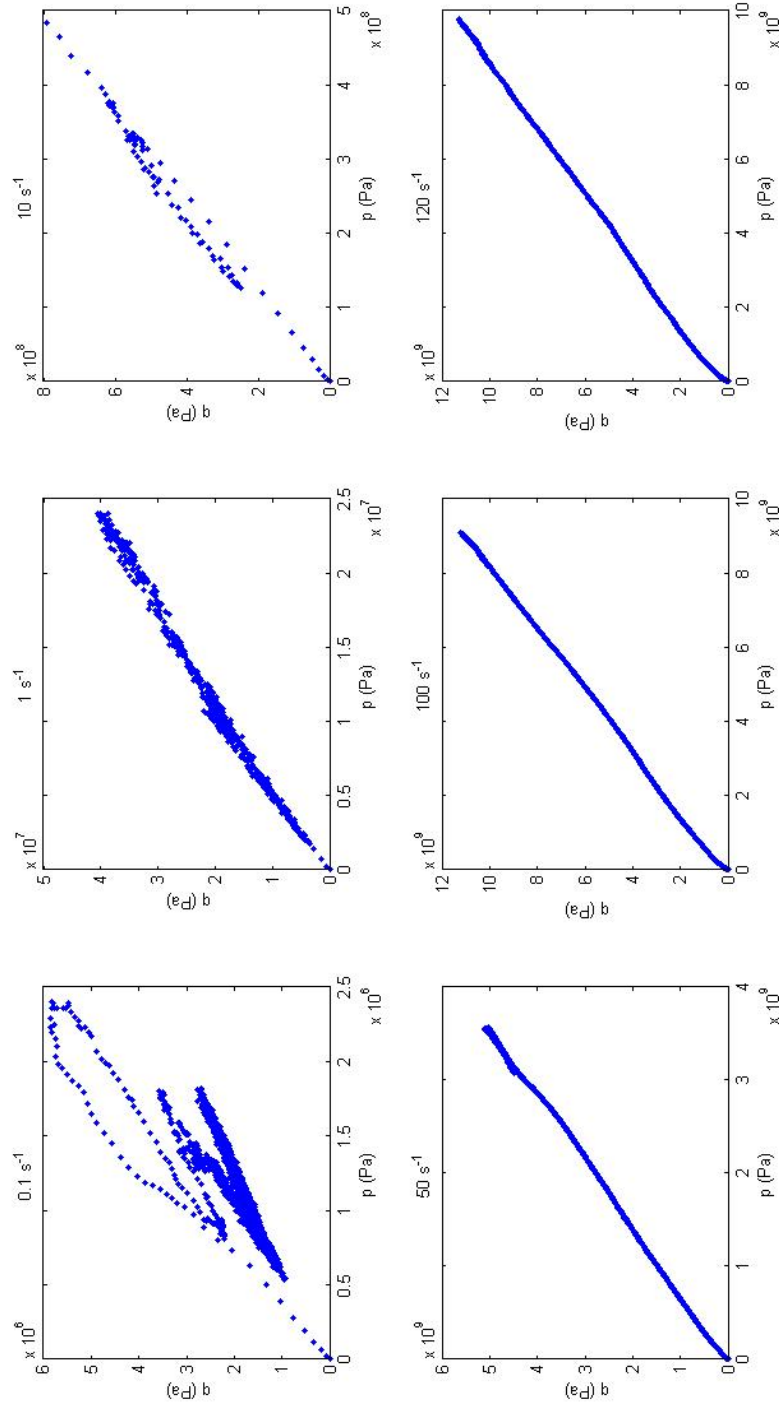 0.1 s-1
x 10⁶
6
5
4
3
2
1
0
q (Pa)
0 0.5 1 1.5 2 2.5
p (Pa)
x 10⁶
1 s-1
x 10⁷
5
4
3
2
1
0
q (Pa)
0 0.5 1 1.5 2 2.5
p (Pa)
x 10⁷
10 s-1
x 10⁸
8
6
4
2
0
q (Pa)
0 1 2 3 4 5
p (Pa)
x 10⁸
50 s-1
x 10⁹
6
5
4
3
2
1
0
q (Pa)
0 1 2 3 4
p (Pa)
x 10⁹
100 s-1
x 10⁹
12
10
8
6
4
2
0
q (Pa)
0 2 4 6 8 10
p (Pa)
x 10⁹
120 s-1
x 10⁹
12
10
8
6
4
2
0
q (Pa)
0 2 4 6 8 10
p (Pa)
x 10⁹